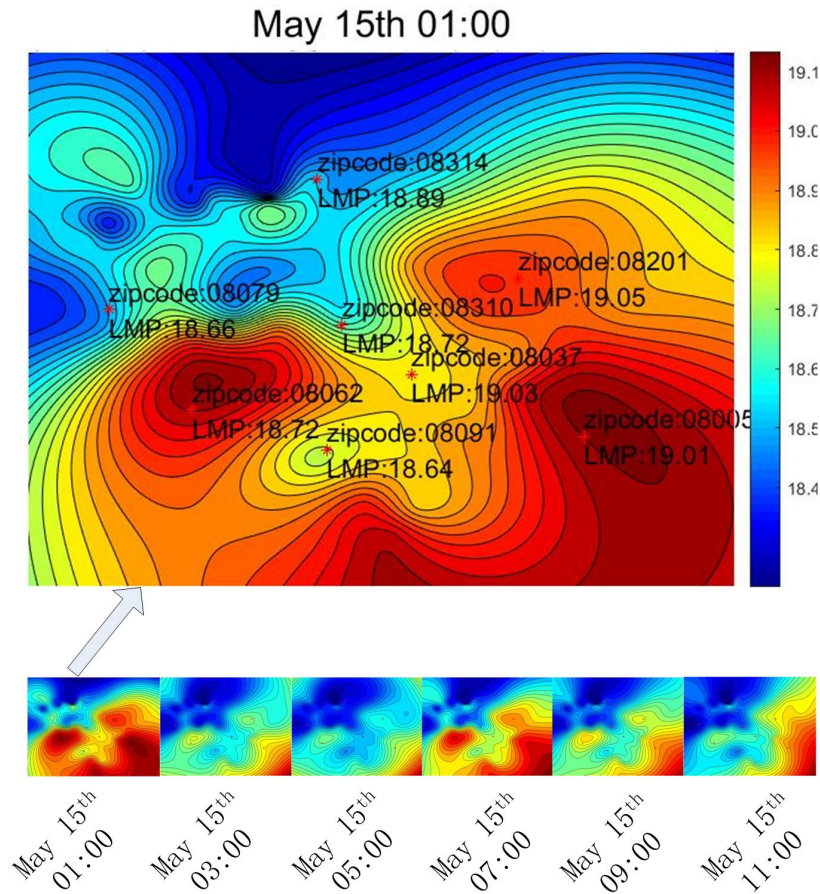 May 15th 01:00
19.1
19.0
18.9
18.8
18.7
18.6
18.5
18.4
zipcode:08314
LMP:18.89
zipcode:08201
LMP:19.05
zipcode:08079
LMP:18.66
zipcode:08310
LMP:18.72
zipcode:08037
LMP:19.03
zipcode:08062
LMP:18.72
zipcode:08091
LMP:18.64
zipcode:08005
LMP:19.01
May 15th
01:00
May 15th
03:00
May 15th
05:00
May 15th
07:00
May 15th
09:00
May 15th
11:00